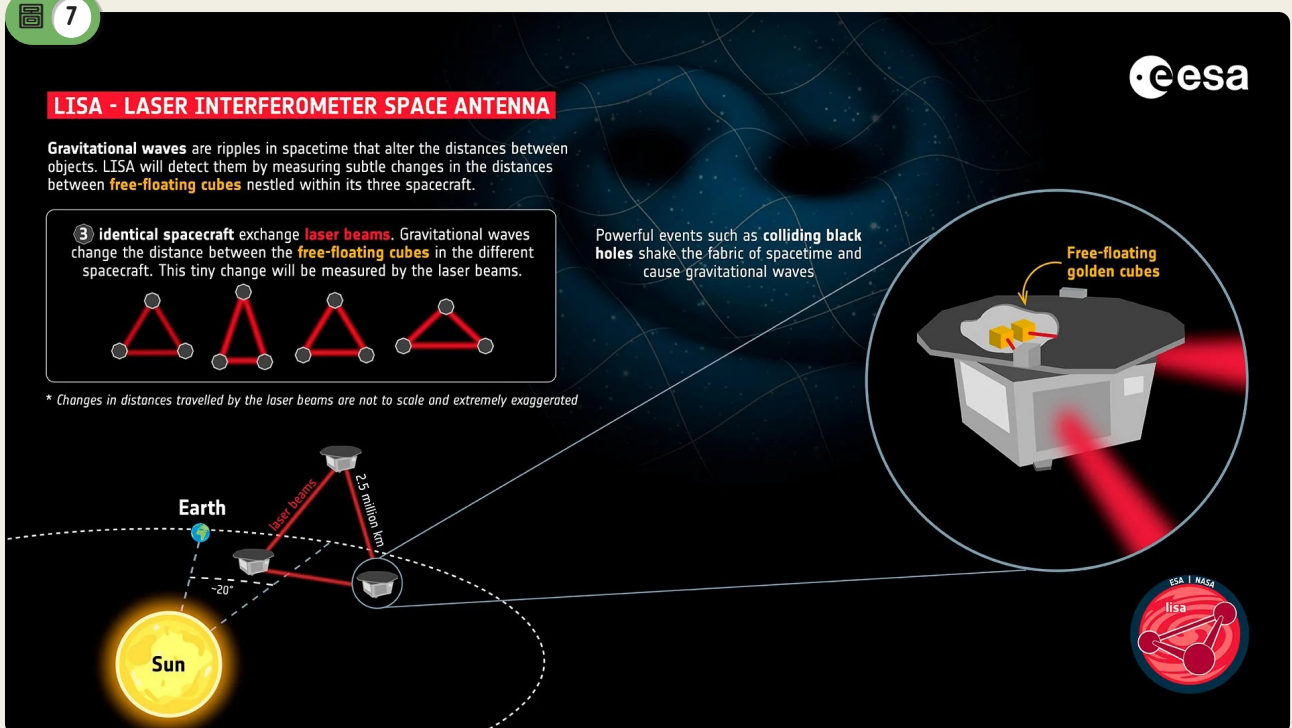 7
esa
LISA - LASER INTERFEROMETER SPACE ANTENNA
Gravitational waves are ripples in spacetime that alter the distances between
objects. LISA will detect them by measuring subtle changes in the distances
between free-floating cubes nestled within its three spacecraft.
3 identical spacecraft exchange laser beams. Gravitational waves
change the distance between the free-floating cubes in the different
spacecraft. This tiny change will be measured by the laser beams.
* Changes in distances travelled by the laser beams are not to scale and extremely exaggerated
Powerful events such as colliding black
holes shake the fabric of spacetime and
cause gravitational waves
Free-floating
golden cubes
Earth
laser beams
2.5 million km
~20°
Sun
ESA | NASA
lisa